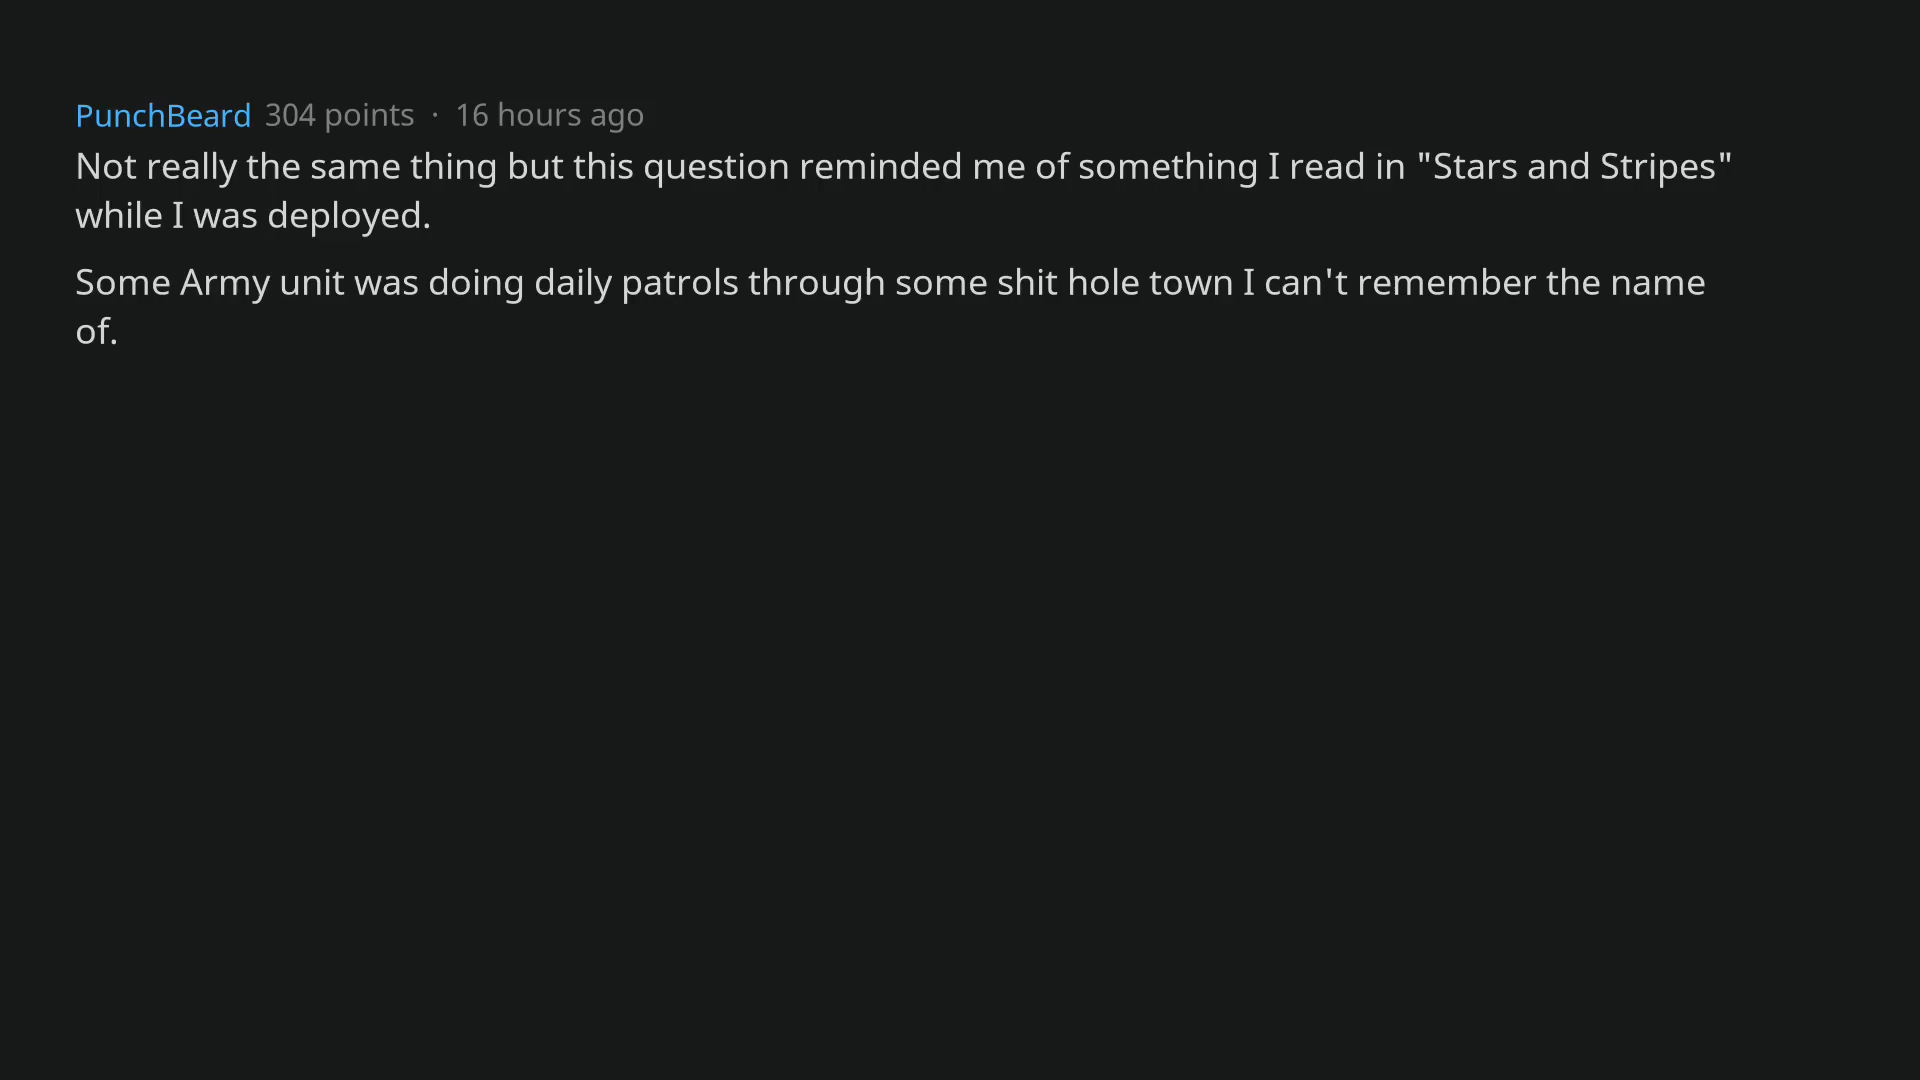 PunchBeard 304 points · 16 hours ago
Not really the same thing but this question reminded me of something I read in "Stars and Stripes"
while I was deployed.
Some Army unit was doing daily patrols through some shit hole town I can't remember the name
of.